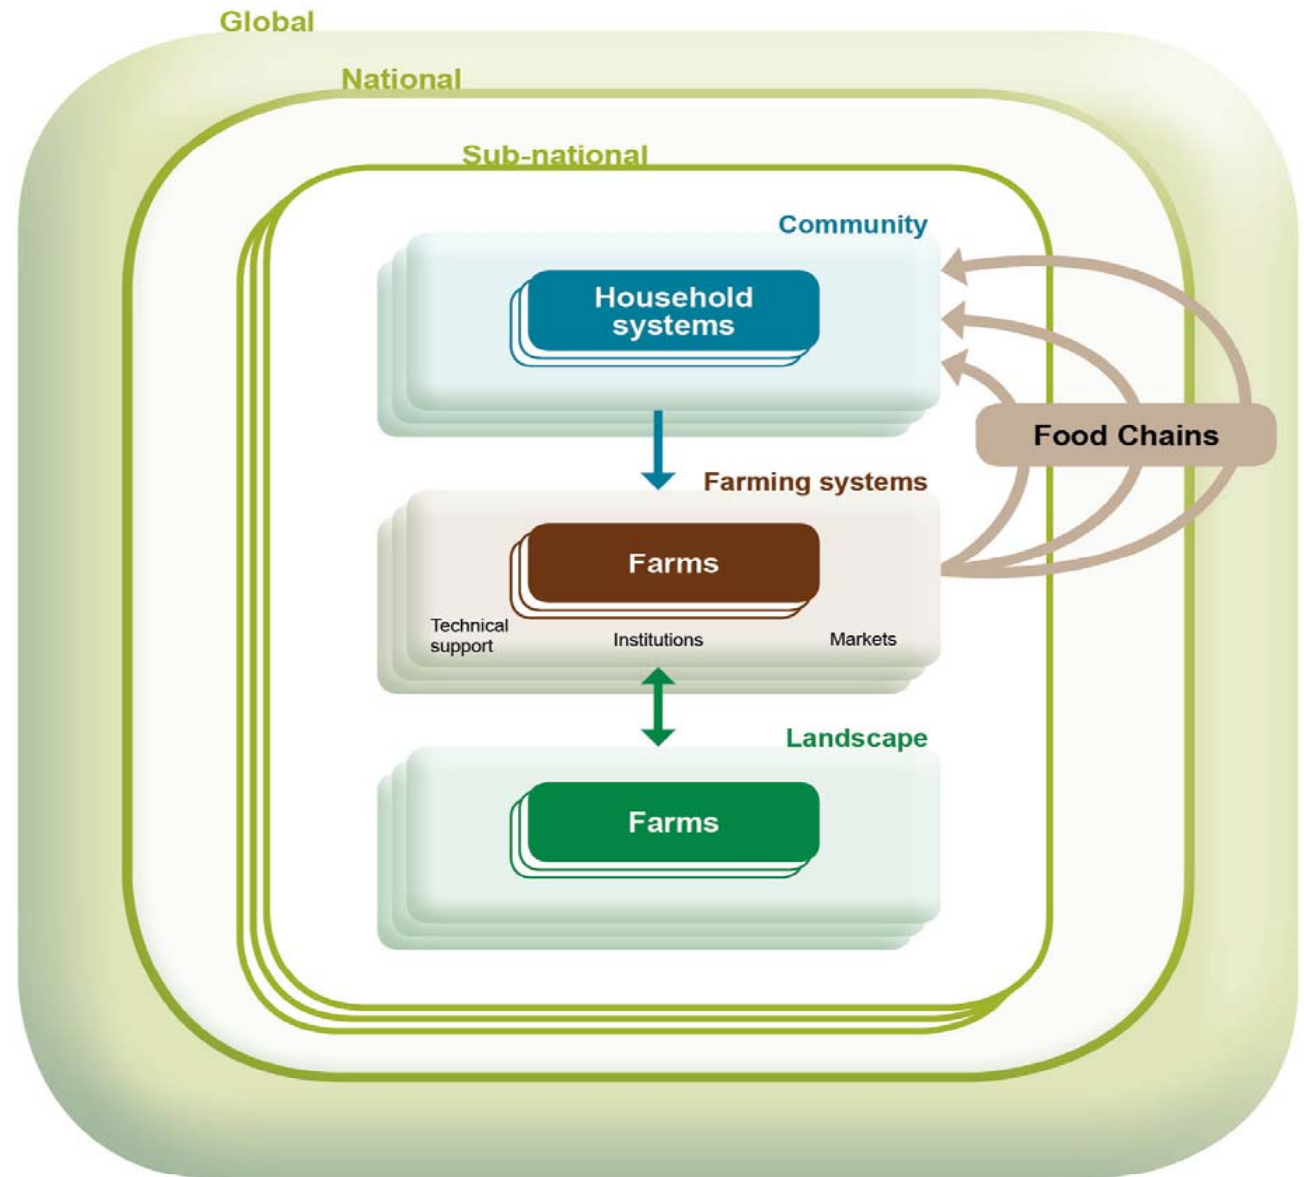 Global
National
Sub-national
Community
Household
systems
Food Chains
Farming systems
Farms
Technical
support
Institutions
Markets
Landscape
Farms